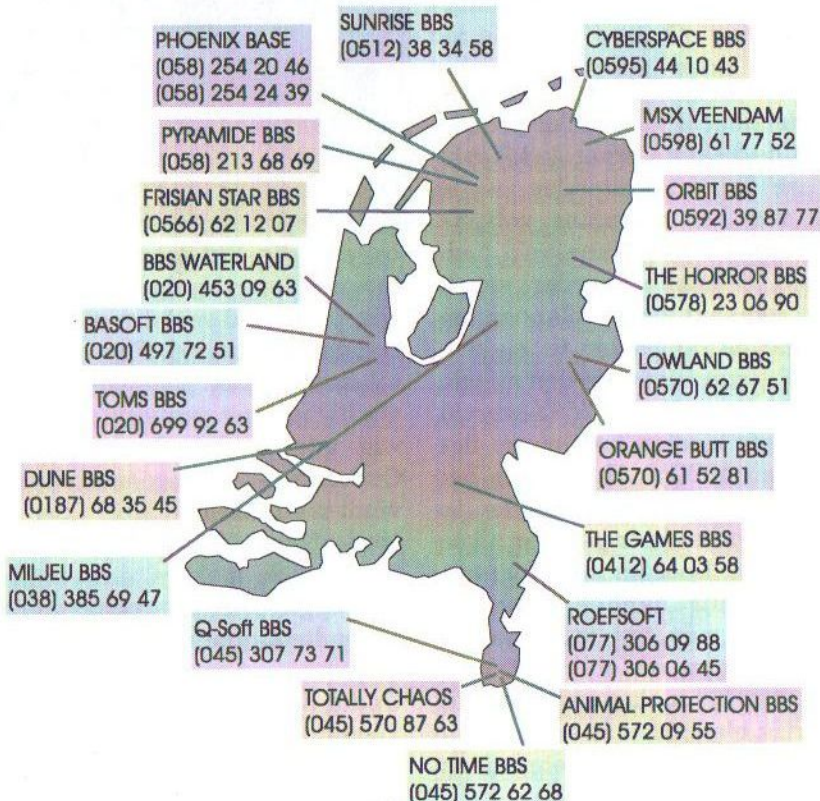 SUNRISE BBS
(0512) 38 34 58
PHOENIX BASE
(058) 254 20 46
(058) 254 24 39
CYBERSPACE BBS
(0595) 44 10 43
MSX VEENDAM
(0598) 61 77 52
PYRAMIDE BBS
(058) 213 68 69
FRISIAN STAR BBS
(0566) 62 12 07
ORBIT BBS
(0592) 39 87 77
BBS WATERLAND
(020) 453 09 63
THE HORROR BBS
(0578) 23 06 90
BASOFT BBS
(020) 497 72 51
LOWLAND BBS
(0570) 62 67 51
TOMS BBS
(020) 699 92 63
ORANGE BUTT BBS
(0570) 61 52 81
DUNE BBS
(0187) 68 35 45
THE GAMES BBS
(0412) 64 03 58
MILJEU BBS
(038) 385 69 47
ROEFSOFT
(077) 306 09 88
(077) 306 06 45
Q-Soft BBS
(045) 307 73 71
TOTALLY CHAOS
(045) 570 87 63
ANIMAL PROTECTION BBS
(045) 572 09 55
NO TIME BBS
(045) 572 62 68